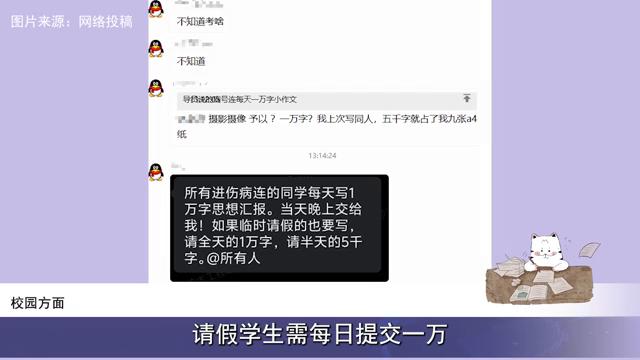 图片来源：网络投稿
不知道考啥
不知道
号连每天一万字小作文
摄影摄像 予以？一万字？我上次写同人，五千字就占了我九张a4
纸
13:14:24
所有进伤病连的同学每天写1
万字思想汇报。当天晚上交给
我！如果临时请假的也要写，
请全天的1万字，请半天的5千
字。@所有人
校园方面
请假学生需每日提交一万